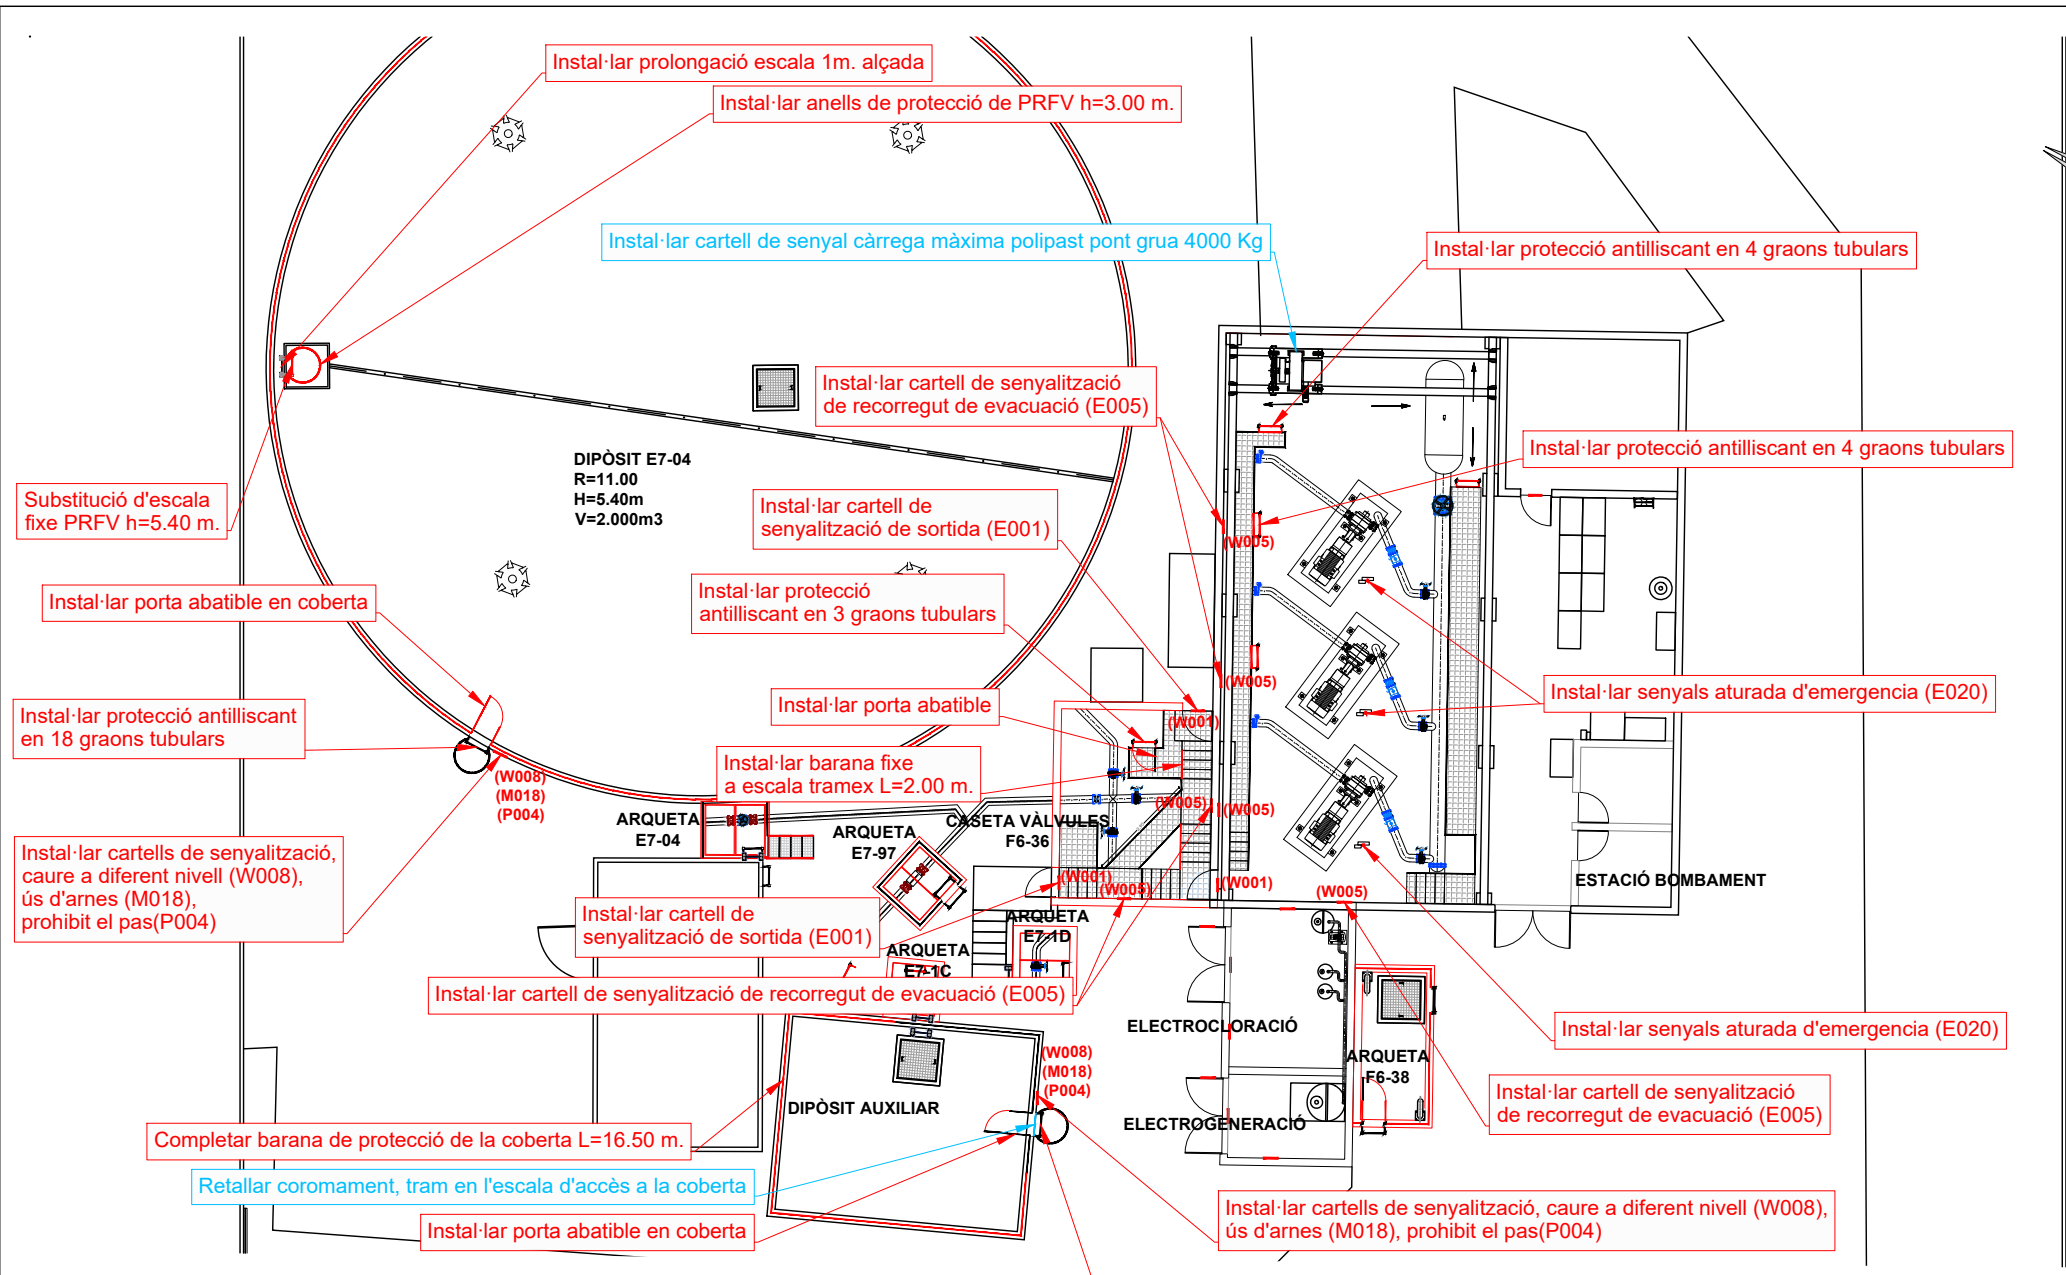 Instal·lar prolongació escala 1m. alçada
Instal·lar anells de protecció de PRFV h=3.00 m.
Instal·lar cartell de senyal càrrega màxima polipast pont grua 4000 Kg
Instal·lar protecció antilliscant en 4 graons tubulars
Instal·lar cartell de senyalització
de recorregut de evacuació (E005)
Instal·lar protecció antilliscant en 4 graons tubulars
DIPÒSIT E7-04
R=11.00
H=5.40m
V=2.000m3
Substitució d'escala
fixe PRFV h=5.40 m.
Instal·lar cartell de
senyalització de sortida (E001)
(W005)
Instal·lar porta abatible en coberta
Instal·lar protecció
antilliscant en 3 graons tubulars
(W005)
Instal·lar senyals aturada d'emergencia (E020)
Instal·lar protecció antilliscant
en 18 graons tubulars
Instal·lar porta abatible
(W001)
Instal·lar barana fixe
a escala tramex L=2.00 m.
(W008)
(M018)
(P004)
(W005)
(W005)
ARQUETA
E7-04
ARQUETA
E7-97
CASETA VÀLVULES
F6-36
Instal·lar cartells de senyalització,
caure a diferent nivell (W008),
ús d'arnes (M018),
prohibit el pas(P004)
(W001)
(W005)
(W001)
(W005)
ESTACIÓ BOMBAMENT
Instal·lar cartell de
senyalització de sortida (E001)
ARQUETA
E7-1D
ARQUETA
E7-1C
Instal·lar cartell de senyalització de recorregut de evacuació (E005)
ELECTROCLORACIÓ
Instal·lar senyals aturada d'emergencia (E020)
(W008)
(M018)
(P004)
ARQUETA
F6-38
DIPÒSIT AUXILIAR
ELECTROGENERACIÓ
Instal·lar cartell de senyalització
de recorregut de evacuació (E005)
Completar barana de protecció de la coberta L=16.50 m.
Retallar coromament, tram en l'escala d'accès a la coberta
Instal·lar porta abatible en coberta
Instal·lar cartells de senyalització, caure a diferent nivell (W008),
ús d'arnes (M018), prohibit el pas(P004)